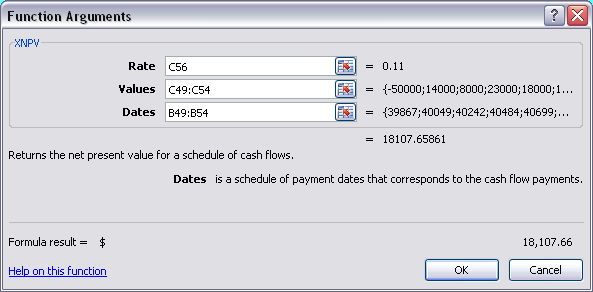 Function Arguments
XNPV
Rate C56 = 0.11
Values C49:C54 = {-50000;14000;8000;23000;18000;1...
Dates B49:B54 = {39867;40049;40242;40484;40699;...
= 18107.65861
Returns the net present value for a schedule of cash flows.
Dates is a schedule of payment dates that corresponds to the cash flow payments.
Formula result = $ 18,107.66
Help on this function OK Cancel